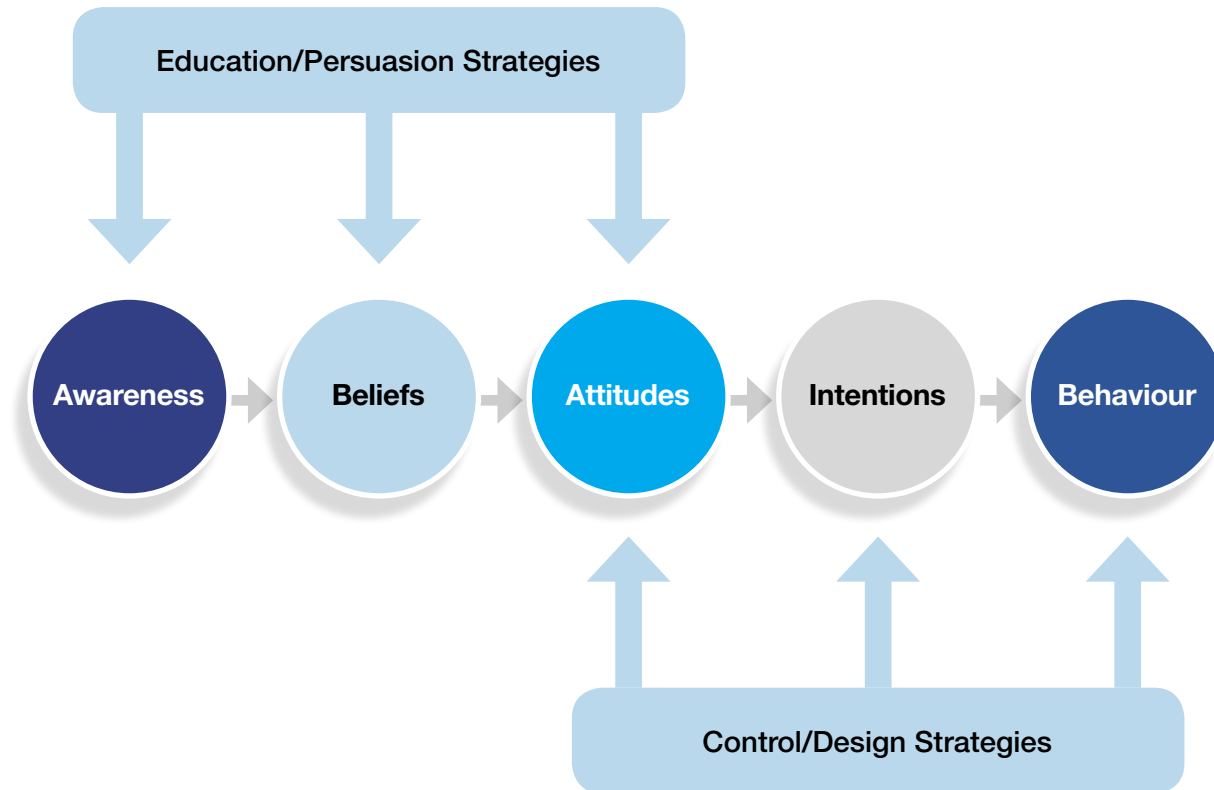 Education/Persuasion Strategies
Awareness
Beliefs
Attitudes
Intentions
Behaviour
Control/Design Strategies